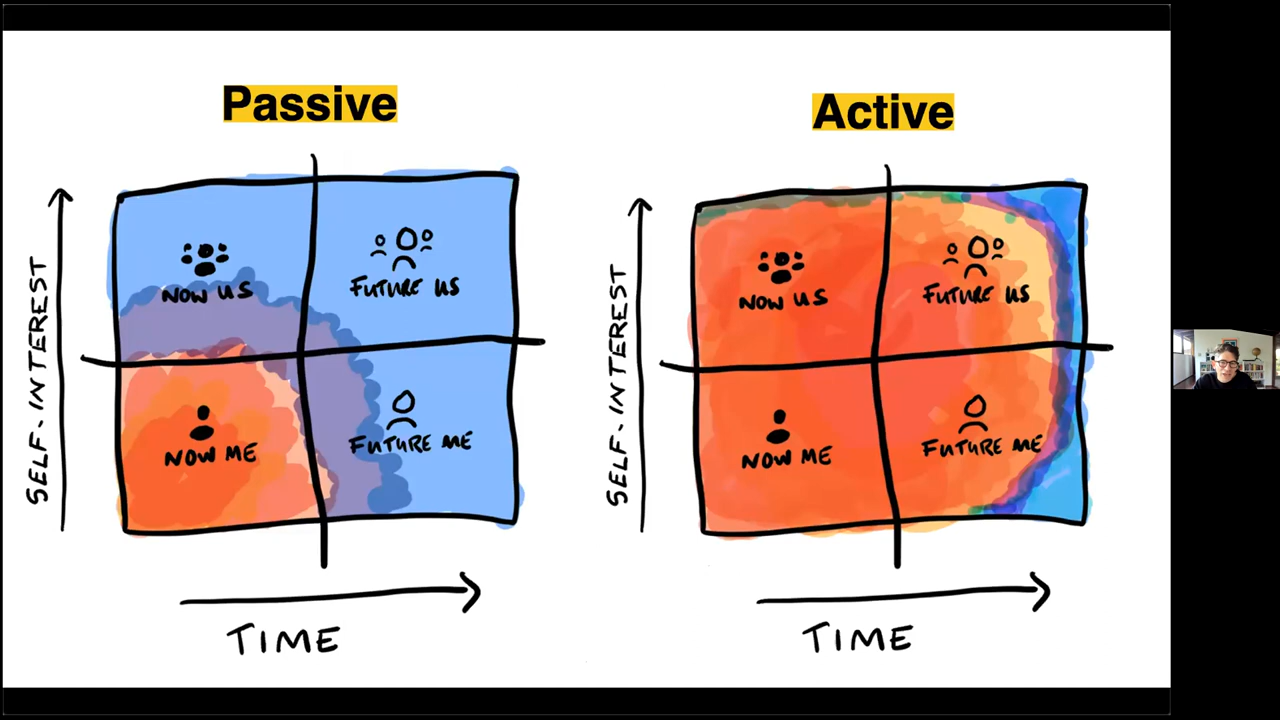 Passive
SELF-INTEREST
NOW US
FUTURE US
NOW ME
FUTURE ME
TIME
Active
SELF-INTEREST
NOW US
FUTURE US
NOW ME
FUTURE ME
TIME